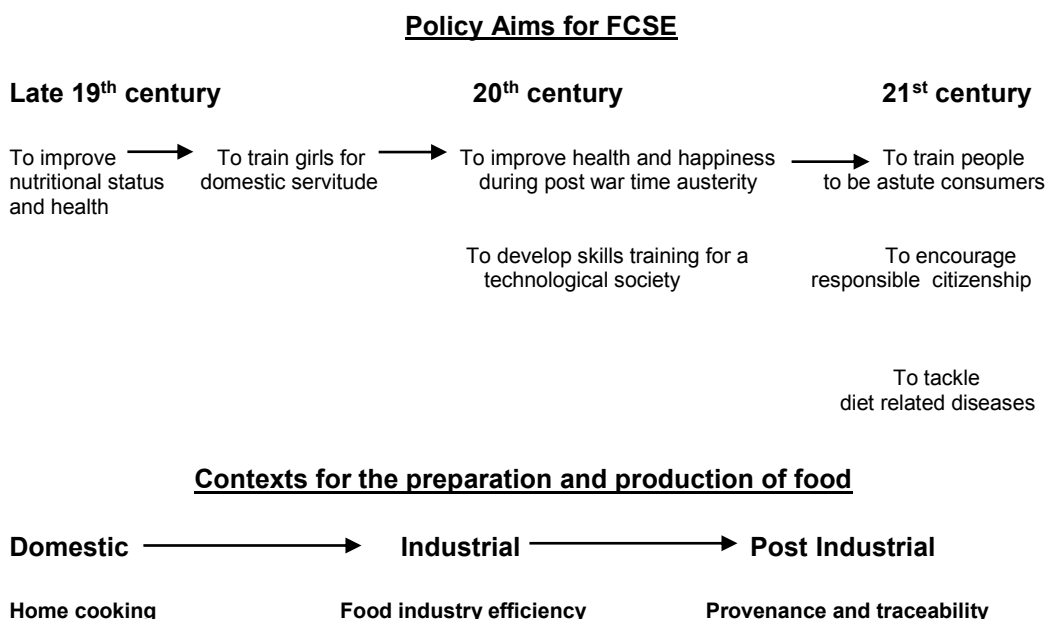 Policy Aims for FCSE
Late 19th century 20th century 21st century
To improve To train girls for To improve health and happiness To train people
nutritional status domestic servitude during post war time austerity to be astute consumers
and health
To develop skills training for a To encourage
technological society responsible citizenship
To tackle
diet related diseases
Contexts for the preparation and production of food
Domestic Industrial Post Industrial
Home cooking Food industry efficiency Provenance and traceability